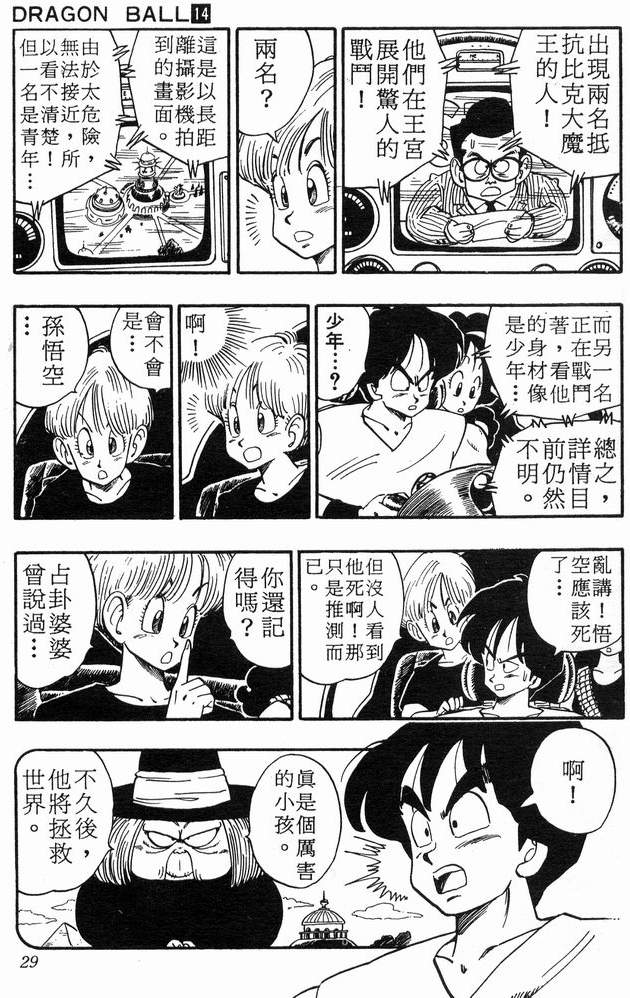 DRAGON BALL 14
出現兩名抵
抗比克大魔
王的人！
他們在王宮
展開驚人的
戰鬥！
兩名？
這是以長距
離攝影機拍
到的畫面。
由於太危險，
無法接近，所
以看不清楚！
但一名是青年
…
而另一名
正在戰鬥
著，看他
的身材像
是少年…
總之，
詳情目
前仍然
不明。
少年…？
啊！
會不會
是…
孫悟空
…
亂講！悟
空應該死
了…
但沒人看到
他死啊！那
只是推測而
已。
你還記
得嗎？
占卦婆婆
曾說過…
啊！
眞是個厲害
的小孩。
不久後，
他將拯救
世界。
29